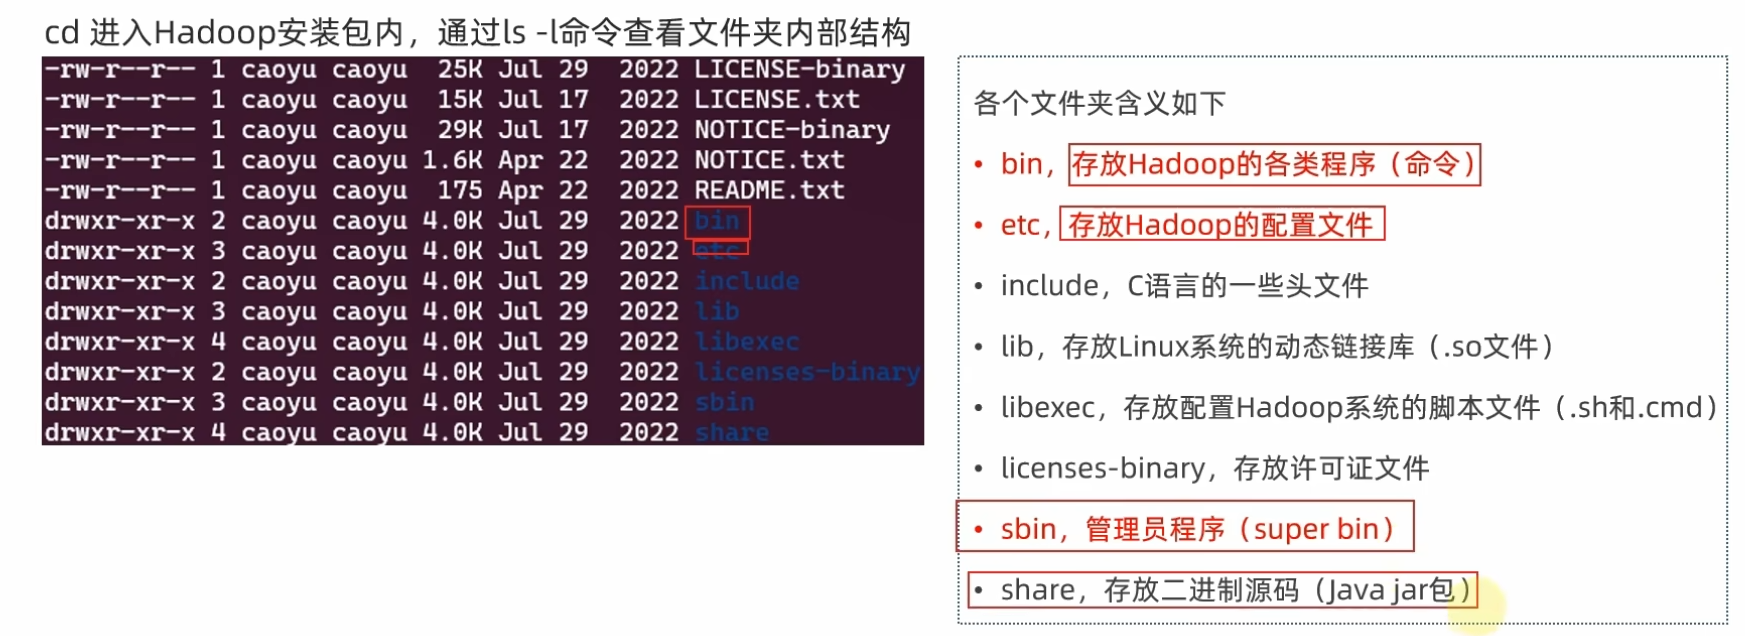 cd 进入Hadoop安装包内，通过ls -l命令查看文件夹内部结构
-rw-r--r-- 1 caoyu caoyu  25K Jul 29  2022 LICENSE-binary
-rw-r--r-- 1 caoyu caoyu  15K Jul 17  2022 LICENSE.txt
-rw-r--r-- 1 caoyu caoyu  29K Jul 17  2022 NOTICE-binary
-rw-r--r-- 1 caoyu caoyu 1.6K Apr 22  2022 NOTICE.txt
-rw-r--r-- 1 caoyu caoyu  175 Apr 22  2022 README.txt
drwxr-xr-x 2 caoyu caoyu 4.0K Jul 29  2022 bin
drwxr-xr-x 3 caoyu caoyu 4.0K Jul 29  2022 etc
drwxr-xr-x 2 caoyu caoyu 4.0K Jul 29  2022 include
drwxr-xr-x 3 caoyu caoyu 4.0K Jul 29  2022 lib
drwxr-xr-x 4 caoyu caoyu 4.0K Jul 29  2022 libexec
drwxr-xr-x 2 caoyu caoyu 4.0K Jul 29  2022 licenses-binary
drwxr-xr-x 3 caoyu caoyu 4.0K Jul 29  2022 sbin
drwxr-xr-x 4 caoyu caoyu 4.0K Jul 29  2022 share
各个文件夹含义如下
• bin，存放Hadoop的各类程序（命令）
• etc，存放Hadoop的配置文件
• include，C语言的一些头文件
• lib，存放Linux系统的动态链接库（.so文件）
• libexec，存放配置Hadoop系统的脚本文件（.sh和.cmd）
• licenses-binary，存放许可证文件
• sbin，管理员程序（super bin）
• share，存放二进制源码（Java jar包）